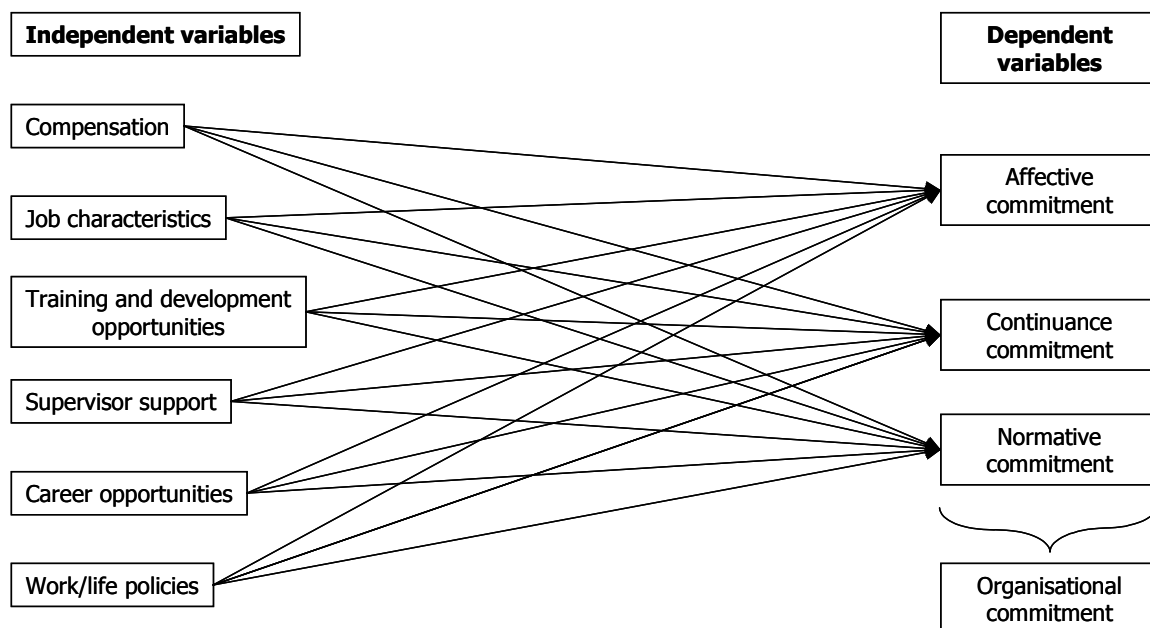 Independent variables
Dependent
variables
Compensation
Affective
commitment
Job characteristics
Training and development
opportunities
Continuance
commitment
Supervisor support
Normative
commitment
Career opportunities
Work/life policies
Organisational
commitment